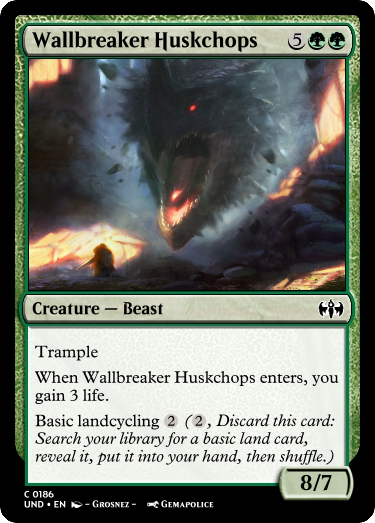 Wallbreaker Huskchops 5
Creature — Beast
Trample
When Wallbreaker Huskchops enters, you
gain 3 life.
Basic landcycling 2 (2, Discard this card:
Search your library for a basic land card,
reveal it, put it into your hand, then shuffle.)
8/7
C 0186
UND • EN - Grosnez - Gemapolice